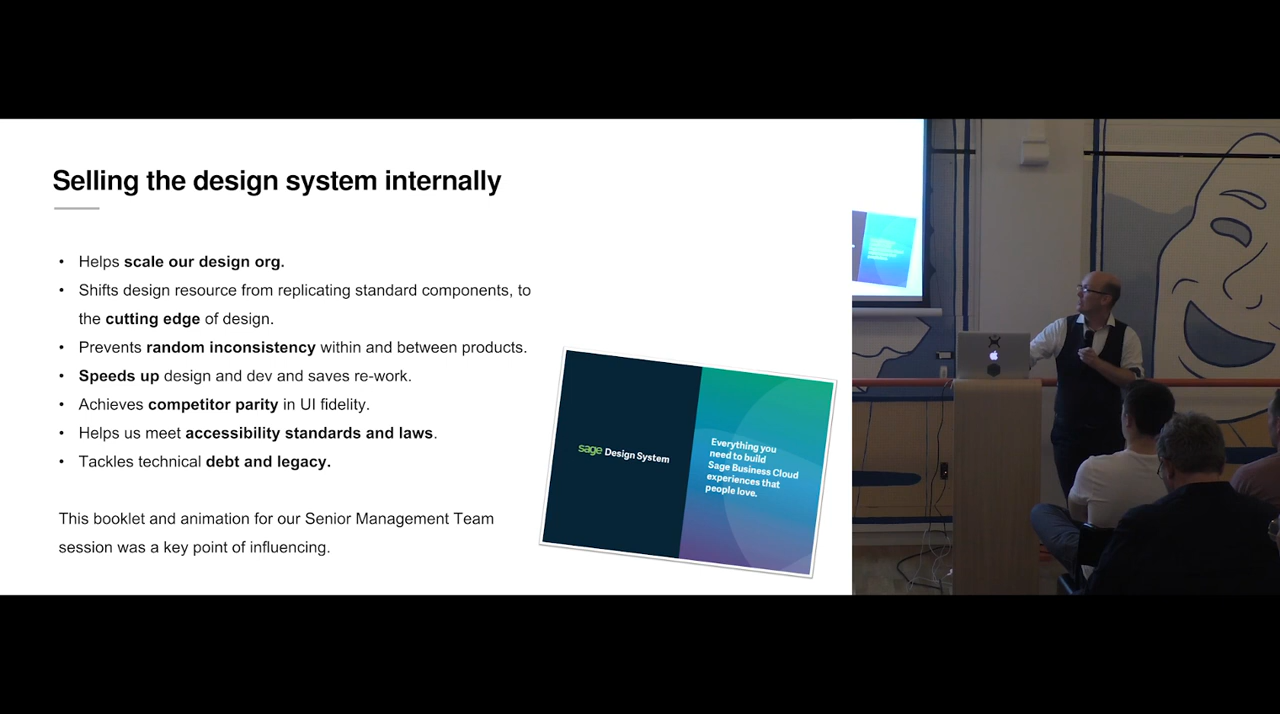 Selling the design system internally
• Helps scale our design org.
• Shifts design resource from replicating standard components, to
the cutting edge of design.
• Prevents random inconsistency within and between products.
• Speeds up design and dev and saves re-work.
• Achieves competitor parity in UI fidelity.
• Helps us meet accessibility standards and laws.
• Tackles technical debt and legacy.
This booklet and animation for our Senior Management Team
session was a key point of influencing.
sage Design System
Everything you
need to build
Sage Business Cloud
experiences that
people love.